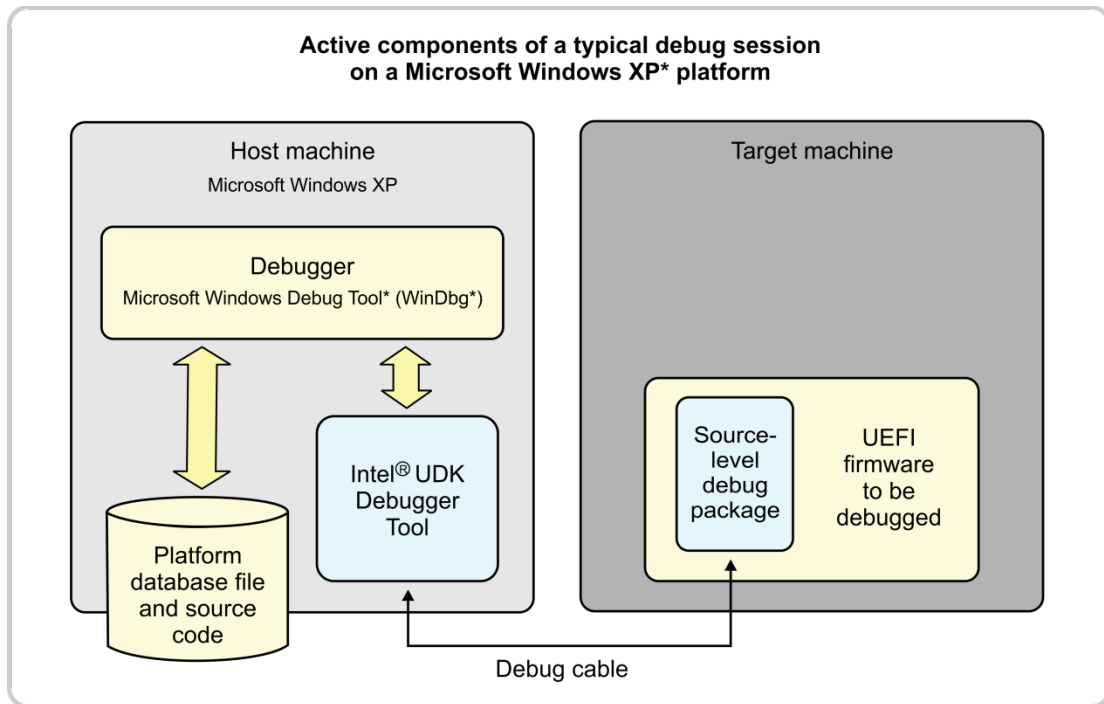 Active components of a typical debug session
on a Microsoft Windows XP* platform
Host machine
Microsoft Windows XP
Debugger
Microsoft Windows Debug Tool* (WinDbg*)
Intel® UDK
Debugger
Tool
Platform
database file
and source
code
Target machine
Source-
level
debug
package
UEFI
firmware
to be
debugged
Debug cable